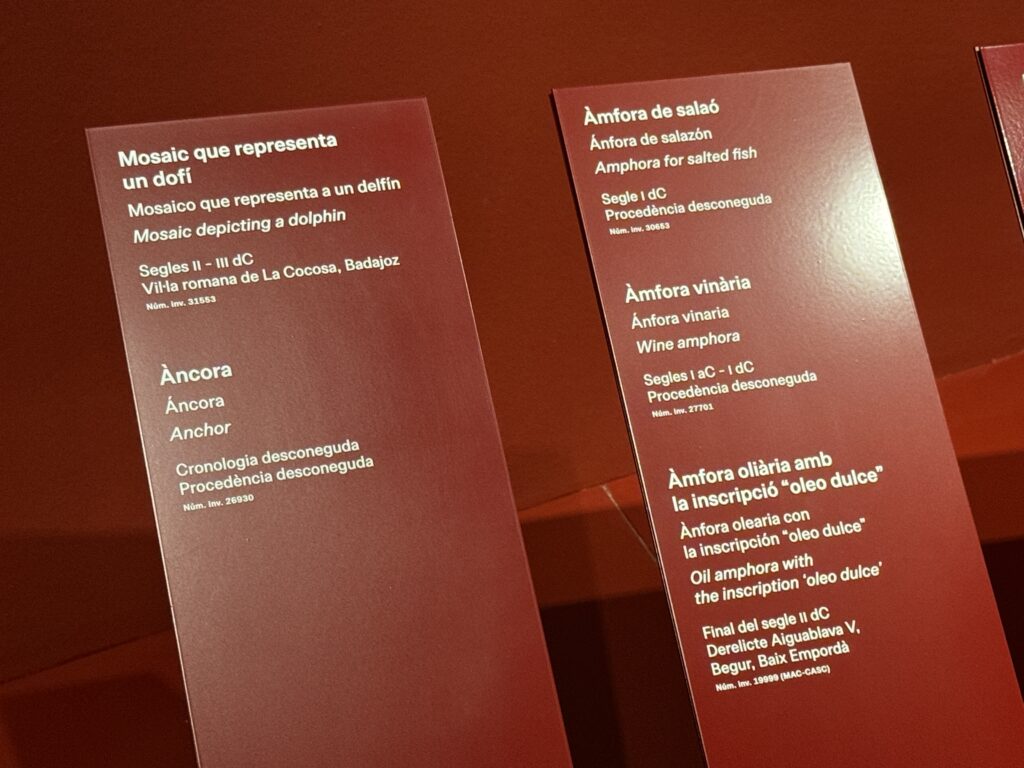 Mosaic que representa
un dofí
Mosaico que representa a un delfín
Mosaic depicting a dolphin
Segles II - III dC
Vil·la romana de La Cocosa, Badajoz
Núm. inv. 31553
Àncora
Áncora
Anchor
Cronologia desconeguda
Procedència desconeguda
Núm. inv. 26930
Àmfora de salaó
Ánfora de salazón
Amphora for salted fish
Segle I dC
Procedència desconeguda
Núm. inv. 30653
Àmfora vinària
Ánfora vinaria
Wine amphora
Segles I aC - I dC
Procedència desconeguda
Núm. inv. 27701
Àmfora oliària amb
la inscripció “oleo dulce”
Ànfora olearia con
la inscripción “oleo dulce”
Oil amphora with
the inscription ‘oleo dulce’
Final del segle II dC
Derelicte Aiguablava V,
Begur, Baix Empordà
Núm. inv. 19999 (MAC-CASC)